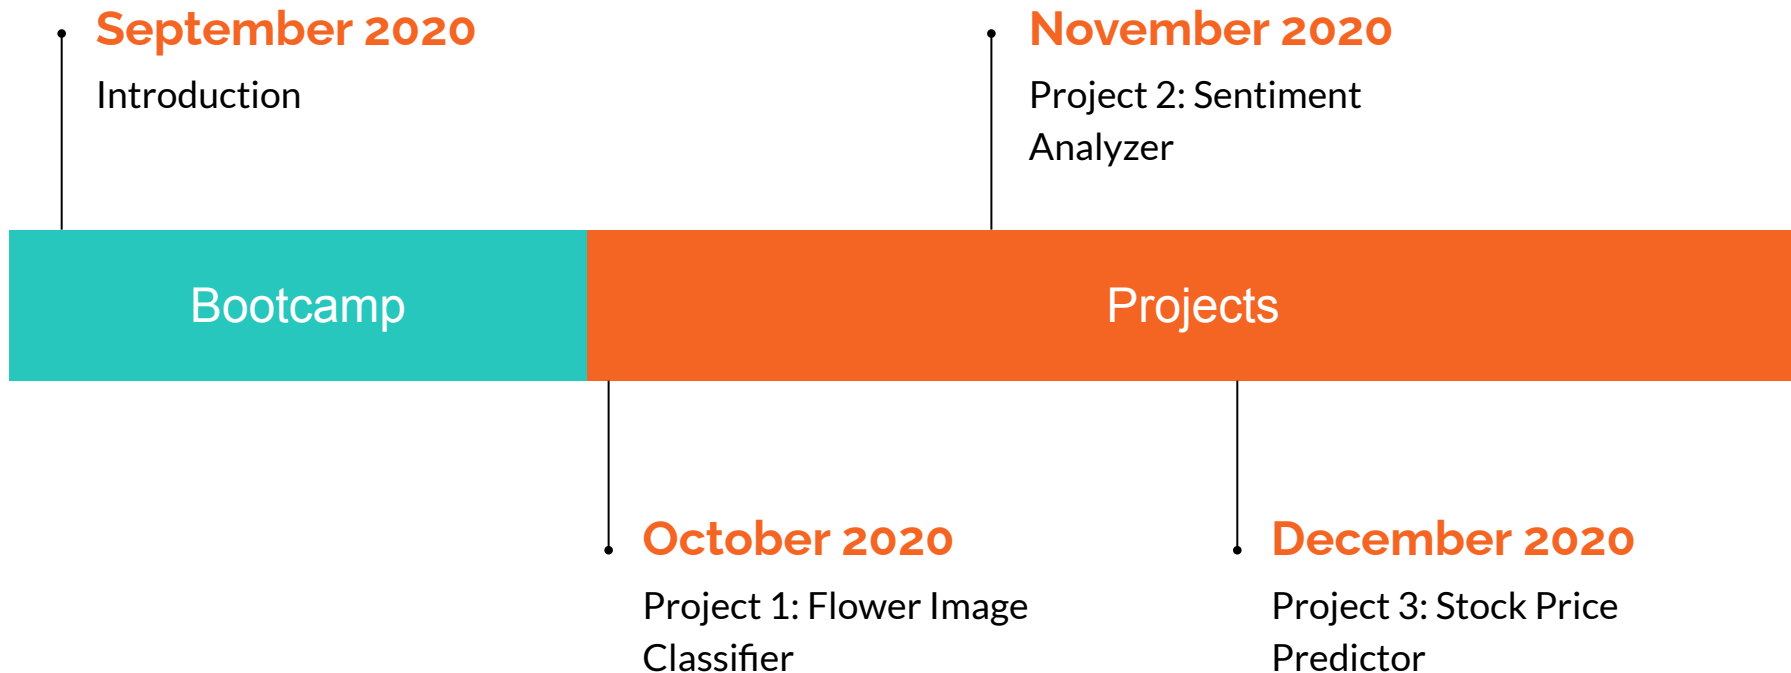 September 2020
Introduction
November 2020
Project 2: Sentiment
Analyzer
Bootcamp
Projects
October 2020
Project 1: Flower Image
Classifier
December 2020
Project 3: Stock Price
Predictor